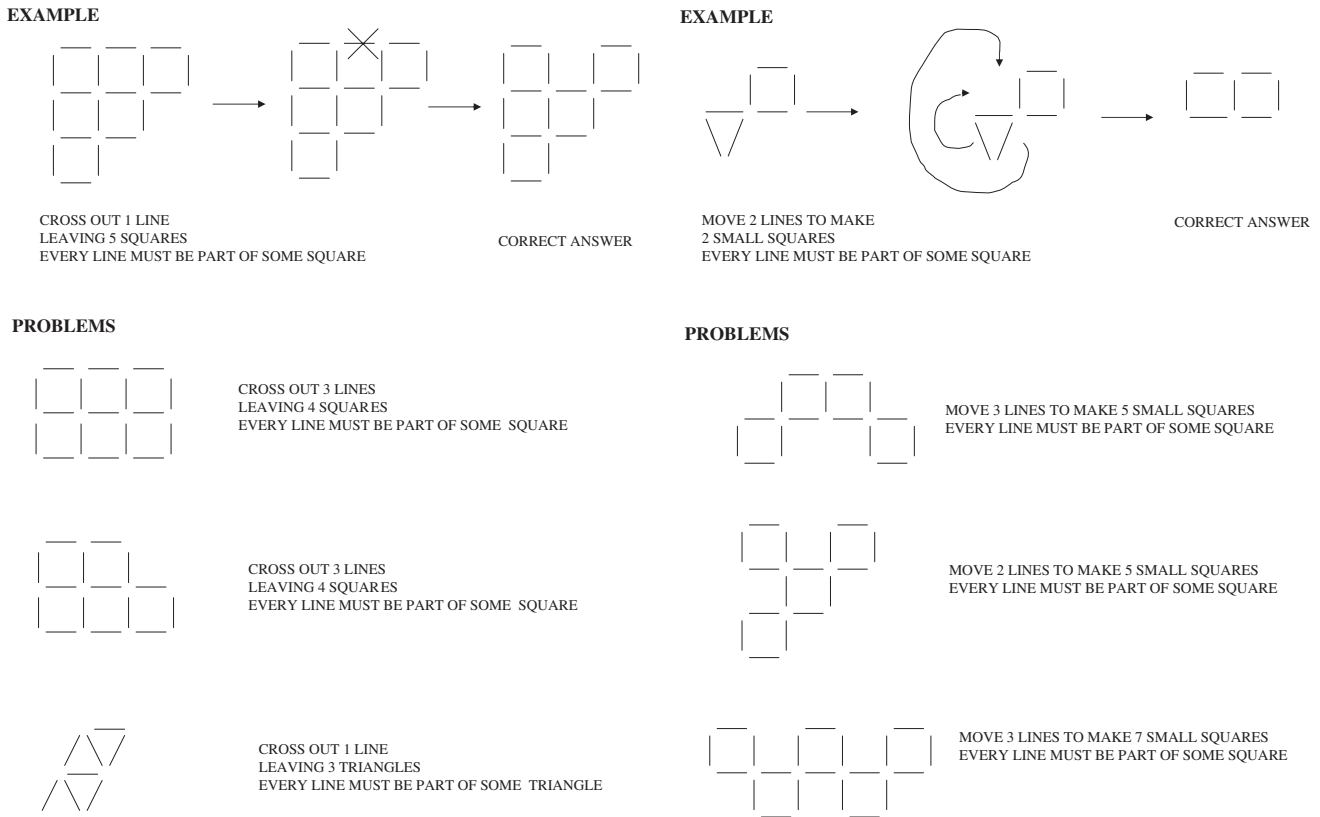 EXAMPLE
CROSS OUT 1 LINE
LEAVING 5 SQUARES
EVERY LINE MUST BE PART OF SOME SQUARE
CORRECT ANSWER
PROBLEMS
CROSS OUT 3 LINES
LEAVING 4 SQUARES
EVERY LINE MUST BE PART OF SOME SQUARE
CROSS OUT 3 LINES
LEAVING 4 SQUARES
EVERY LINE MUST BE PART OF SOME SQUARE
CROSS OUT 1 LINE
LEAVING 3 TRIANGLES
EVERY LINE MUST BE PART OF SOME TRIANGLE
EXAMPLE
MOVE 2 LINES TO MAKE
2 SMALL SQUARES
EVERY LINE MUST BE PART OF SOME SQUARE
CORRECT ANSWER
PROBLEMS
MOVE 3 LINES TO MAKE 5 SMALL SQUARES
EVERY LINE MUST BE PART OF SOME SQUARE
MOVE 2 LINES TO MAKE 5 SMALL SQUARES
EVERY LINE MUST BE PART OF SOME SQUARE
MOVE 3 LINES TO MAKE 7 SMALL SQUARES
EVERY LINE MUST BE PART OF SOME SQUARE